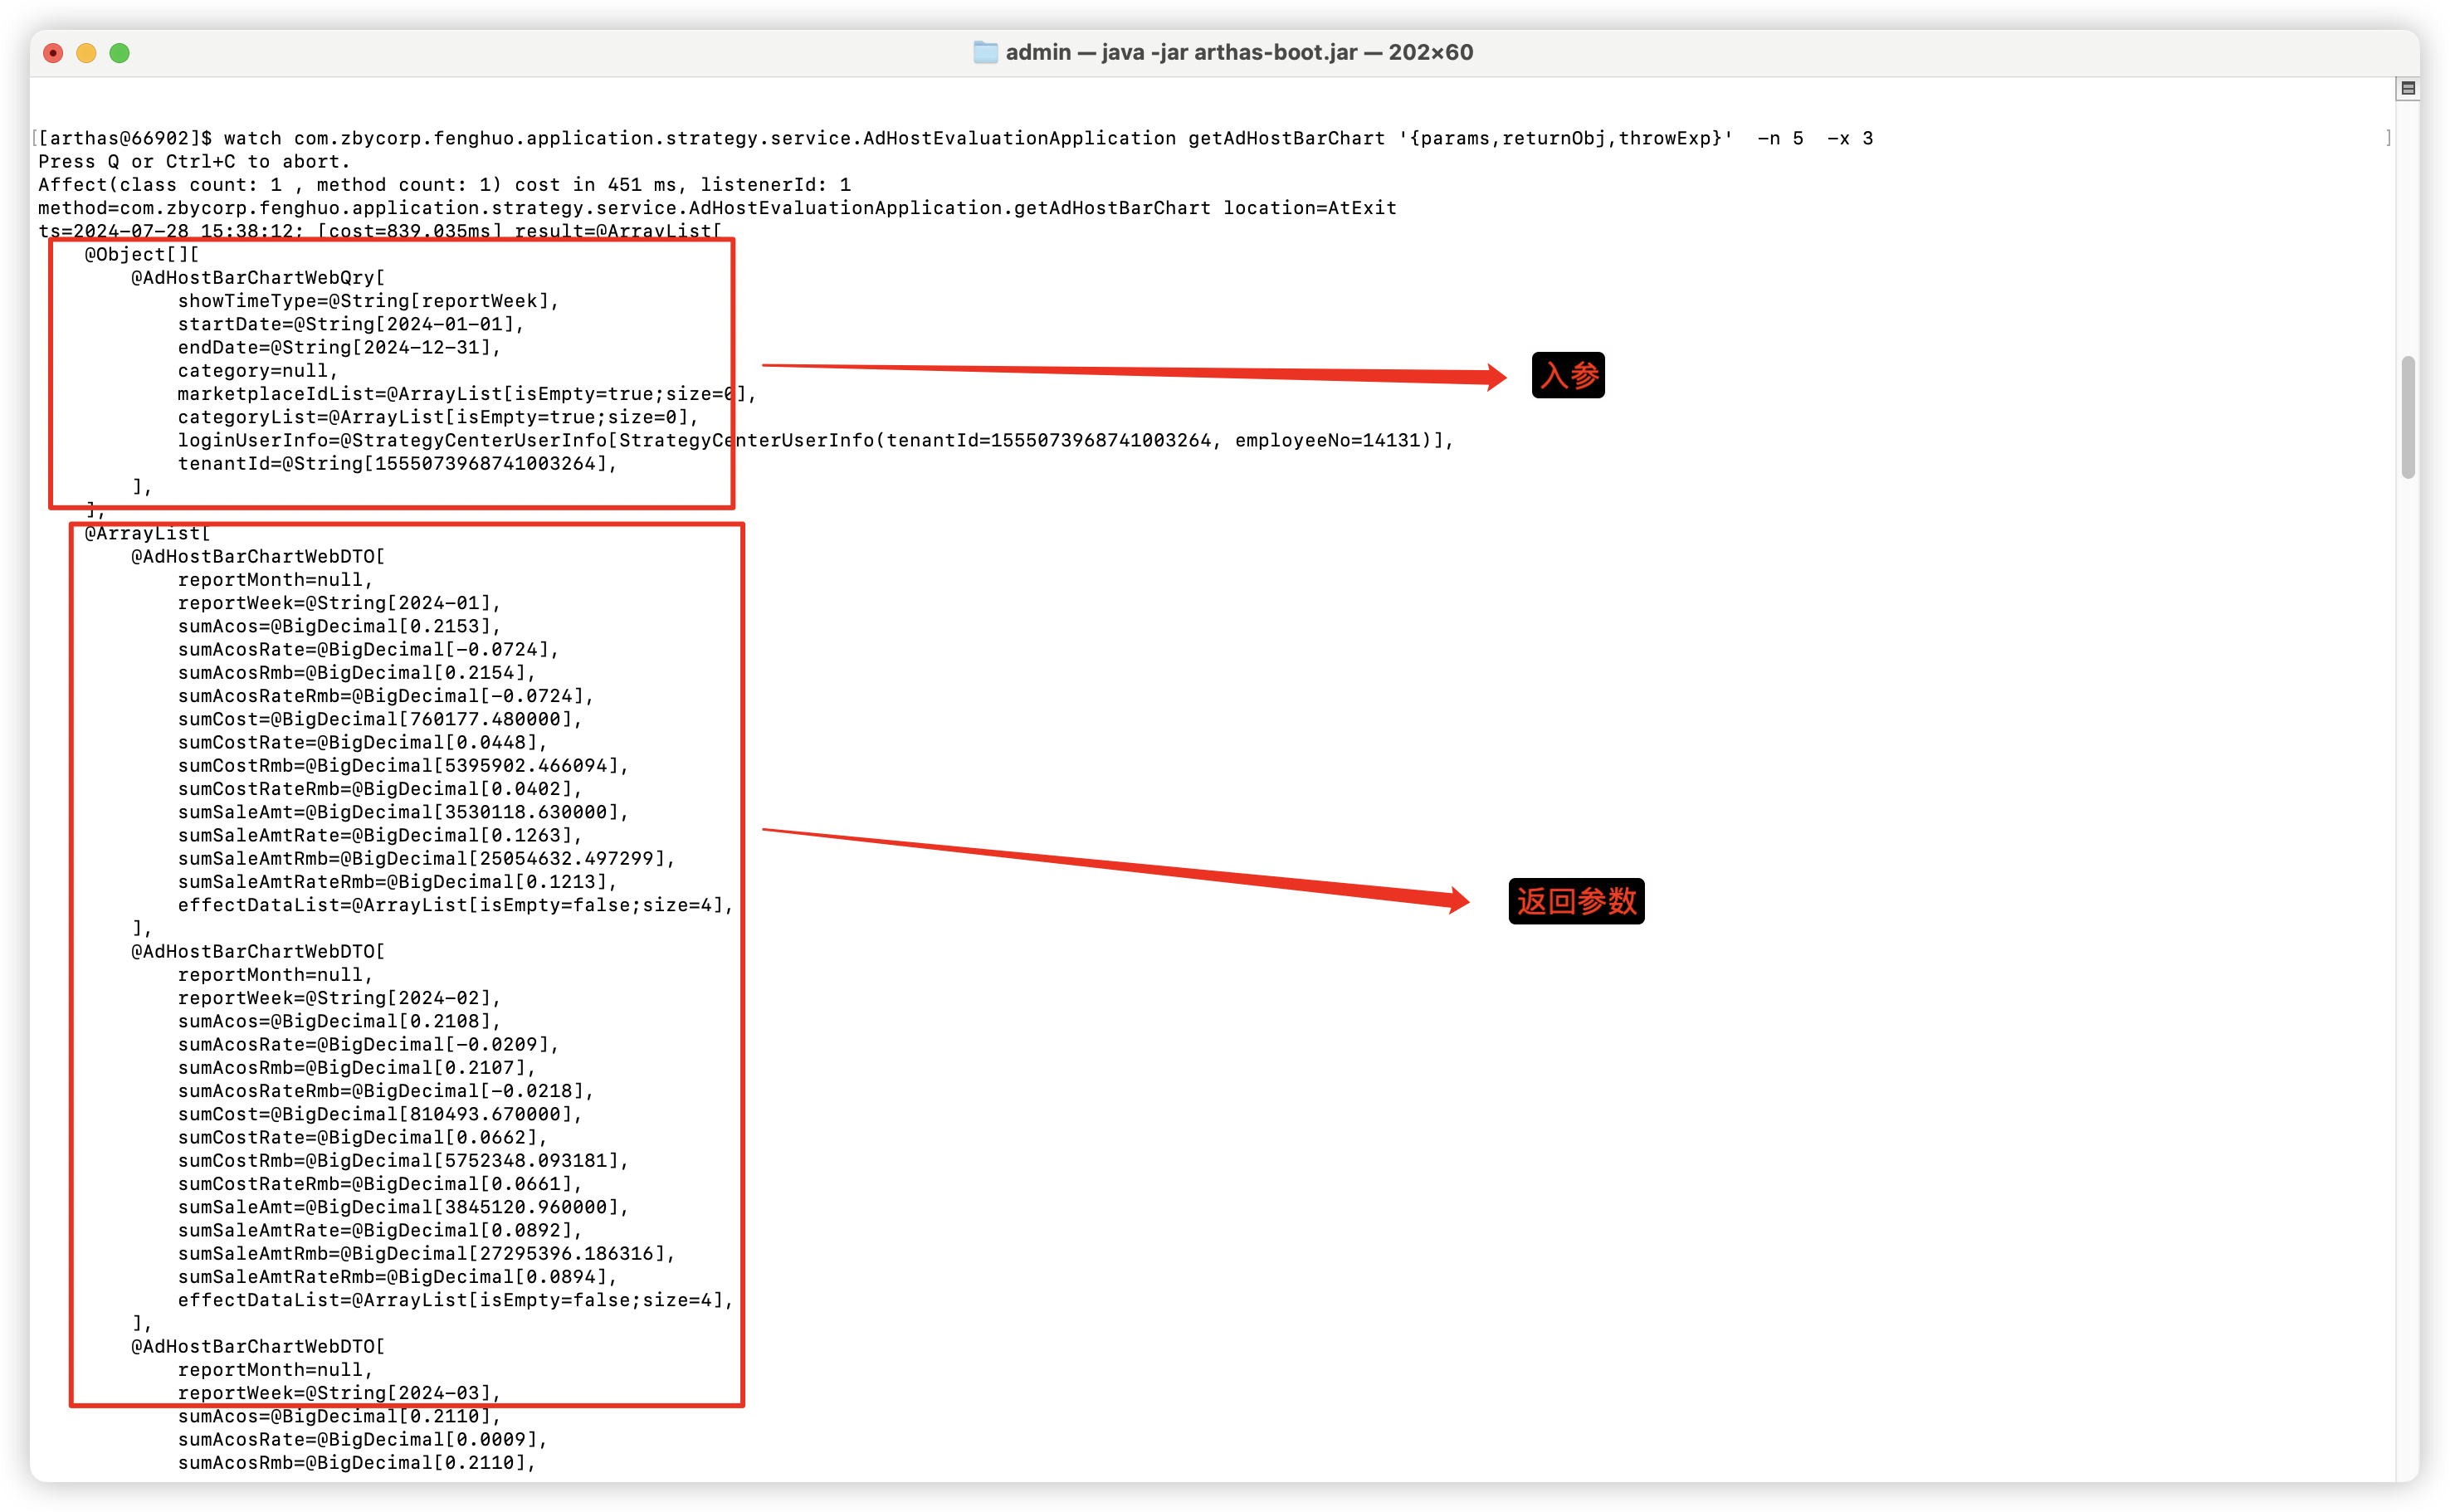 admin — java -jar arthas-boot.jar — 202×60
[[arthas@66902]$ watch com.zbycorp.fenghuo.application.strategy.service.AdHostEvaluationApplication getAdHostBarChart '{params,returnObj,throwExp}'  -n 5  -x 3 ]
Press Q or Ctrl+C to abort.
Affect(class count: 1 , method count: 1) cost in 451 ms, listenerId: 1
method=com.zbycorp.fenghuo.application.strategy.service.AdHostEvaluationApplication.getAdHostBarChart location=AtExit
ts=2024-07-28 15:38:12; [cost=839.035ms] result=@ArrayList[
    @Object[][
        @AdHostBarChartWebQry[
            showTimeType=@String[reportWeek],
            startDate=@String[2024-01-01],
            endDate=@String[2024-12-31],
            category=null,
入参
            marketplaceIdList=@ArrayList[isEmpty=true;size=0],
            categoryList=@ArrayList[isEmpty=true;size=0],
            loginUserInfo=@StrategyCenterUserInfo[StrategyCenterUserInfo(tenantId=1555073968741003264, employeeNo=14131)],
            tenantId=@String[1555073968741003264],
        ],
    ],
    @ArrayList[
        @AdHostBarChartWebDTO[
            reportMonth=null,
            reportWeek=@String[2024-01],
            sumAcos=@BigDecimal[0.2153],
            sumAcosRate=@BigDecimal[-0.0724],
            sumAcosRmb=@BigDecimal[0.2154],
            sumAcosRateRmb=@BigDecimal[-0.0724],
            sumCost=@BigDecimal[760177.480000],
            sumCostRate=@BigDecimal[0.0448],
            sumCostRmb=@BigDecimal[5395902.466094],
            sumCostRateRmb=@BigDecimal[0.0402],
            sumSaleAmt=@BigDecimal[3530118.630000],
            sumSaleAmtRate=@BigDecimal[0.1263],
            sumSaleAmtRmb=@BigDecimal[25054632.497299],
            sumSaleAmtRateRmb=@BigDecimal[0.1213],
            effectDataList=@ArrayList[isEmpty=false;size=4],
返回参数
        ],
        @AdHostBarChartWebDTO[
            reportMonth=null,
            reportWeek=@String[2024-02],
            sumAcos=@BigDecimal[0.2108],
            sumAcosRate=@BigDecimal[-0.0209],
            sumAcosRmb=@BigDecimal[0.2107],
            sumAcosRateRmb=@BigDecimal[-0.0218],
            sumCost=@BigDecimal[810493.670000],
            sumCostRate=@BigDecimal[0.0662],
            sumCostRmb=@BigDecimal[5752348.093181],
            sumCostRateRmb=@BigDecimal[0.0661],
            sumSaleAmt=@BigDecimal[3845120.960000],
            sumSaleAmtRate=@BigDecimal[0.0892],
            sumSaleAmtRmb=@BigDecimal[27295396.186316],
            sumSaleAmtRateRmb=@BigDecimal[0.0894],
            effectDataList=@ArrayList[isEmpty=false;size=4],
        ],
        @AdHostBarChartWebDTO[
            reportMonth=null,
            reportWeek=@String[2024-03],
            sumAcos=@BigDecimal[0.2110],
            sumAcosRate=@BigDecimal[0.0009],
            sumAcosRmb=@BigDecimal[0.2110],